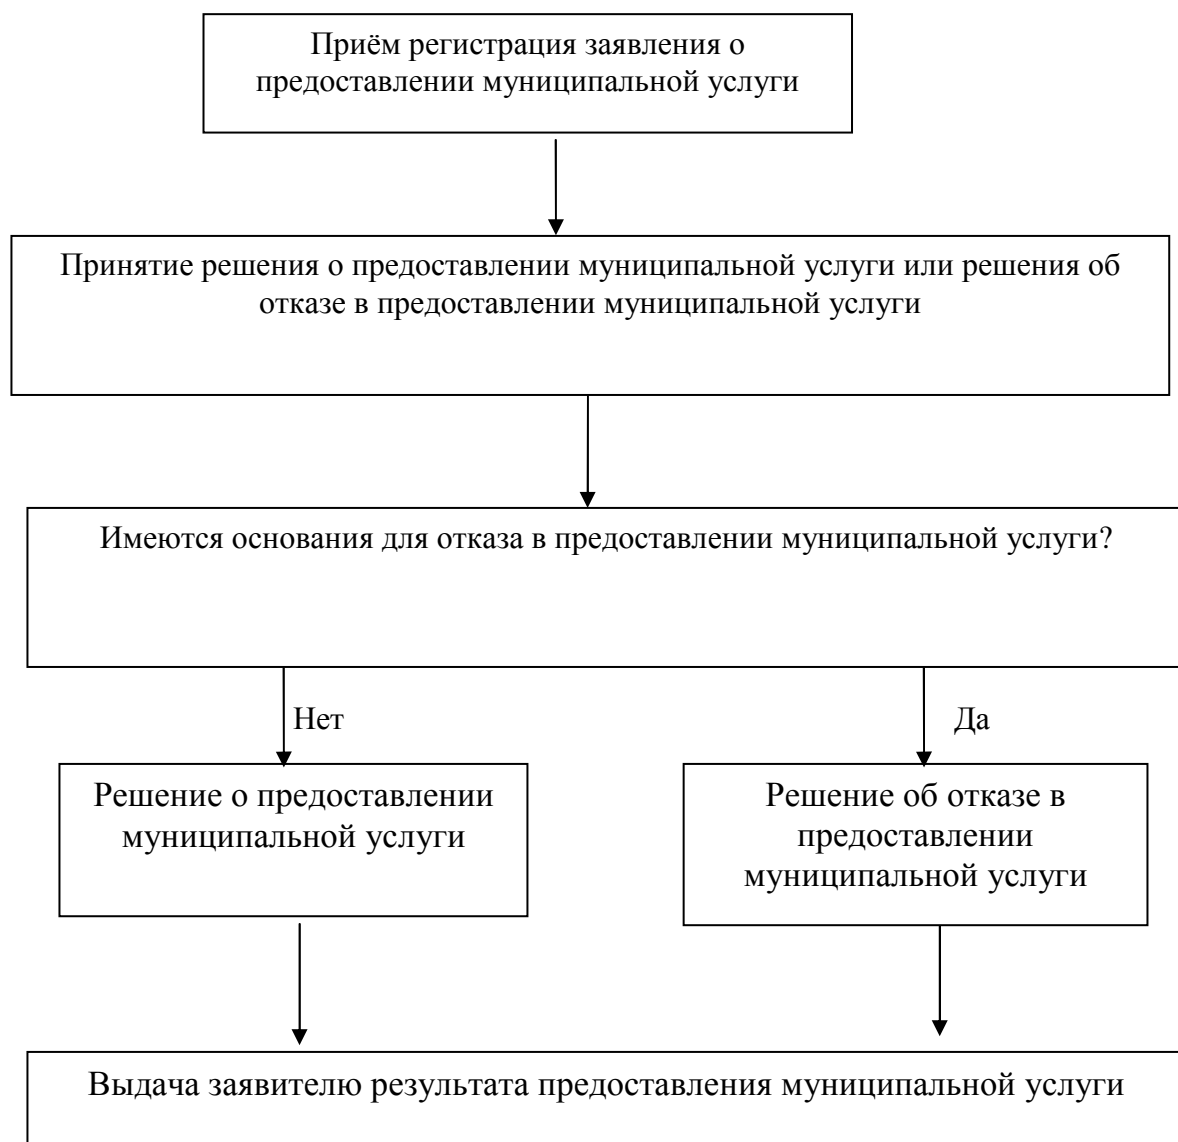 Приём регистрация заявления о
предоставлении муниципальной услуги
Принятие решения о предоставлении муниципальной услуги или решения об
отказе в предоставлении муниципальной услуги
Имеются основания для отказа в предоставлении муниципальной услуги?
Нет
Да
Решение о предоставлении
муниципальной услуги
Решение об отказе в
предоставлении
муниципальной услуги
Выдача заявителю результата предоставления муниципальной услуги